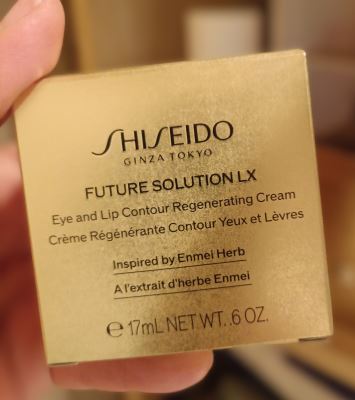 SHISEIDO
GINZA TOKYO
FUTURE SOLUTION LX
Eye and Lip Contour Regenerating Cream
Crème Régénérante Contour Yeux et Lèvres
Inspired by Enmei Herb
A l'extrait d'herbe Enmei
℮ 17mL NET WT. .6 OZ.